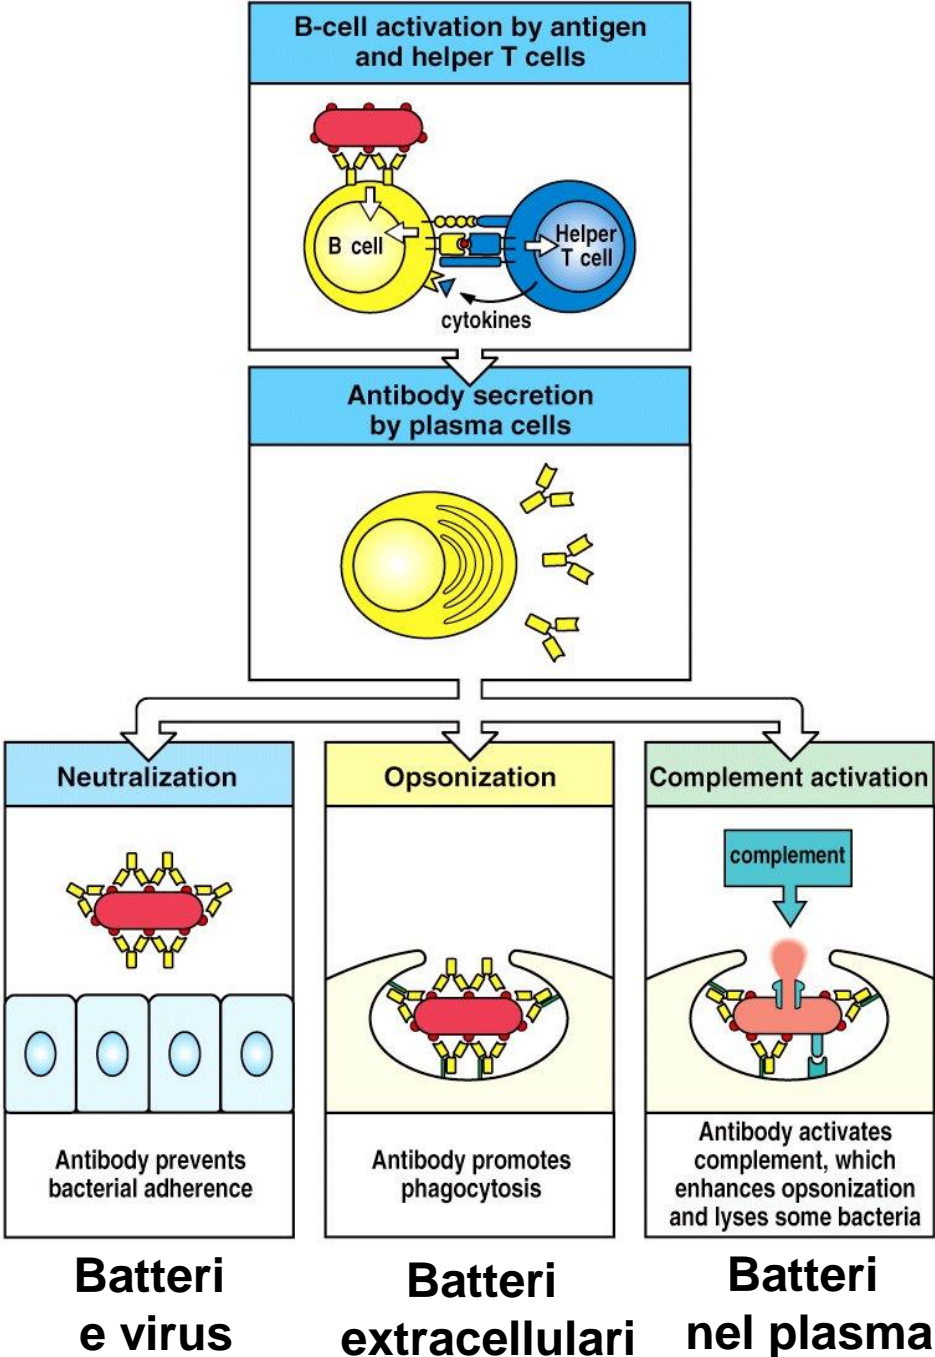 B-cell activation by antigen
and helper T cells
B cell
Helper
T cell
cytokines
Antibody secretion
by plasma cells
Neutralization
Opsonization
Complement activation
complement
Antibody prevents
bacterial adherence
Antibody promotes
phagocytosis
Antibody activates
complement, which
enhances opsonization
and lyses some bacteria
Batteri
e virus
Batteri
extracellulari
Batteri
nel plasma